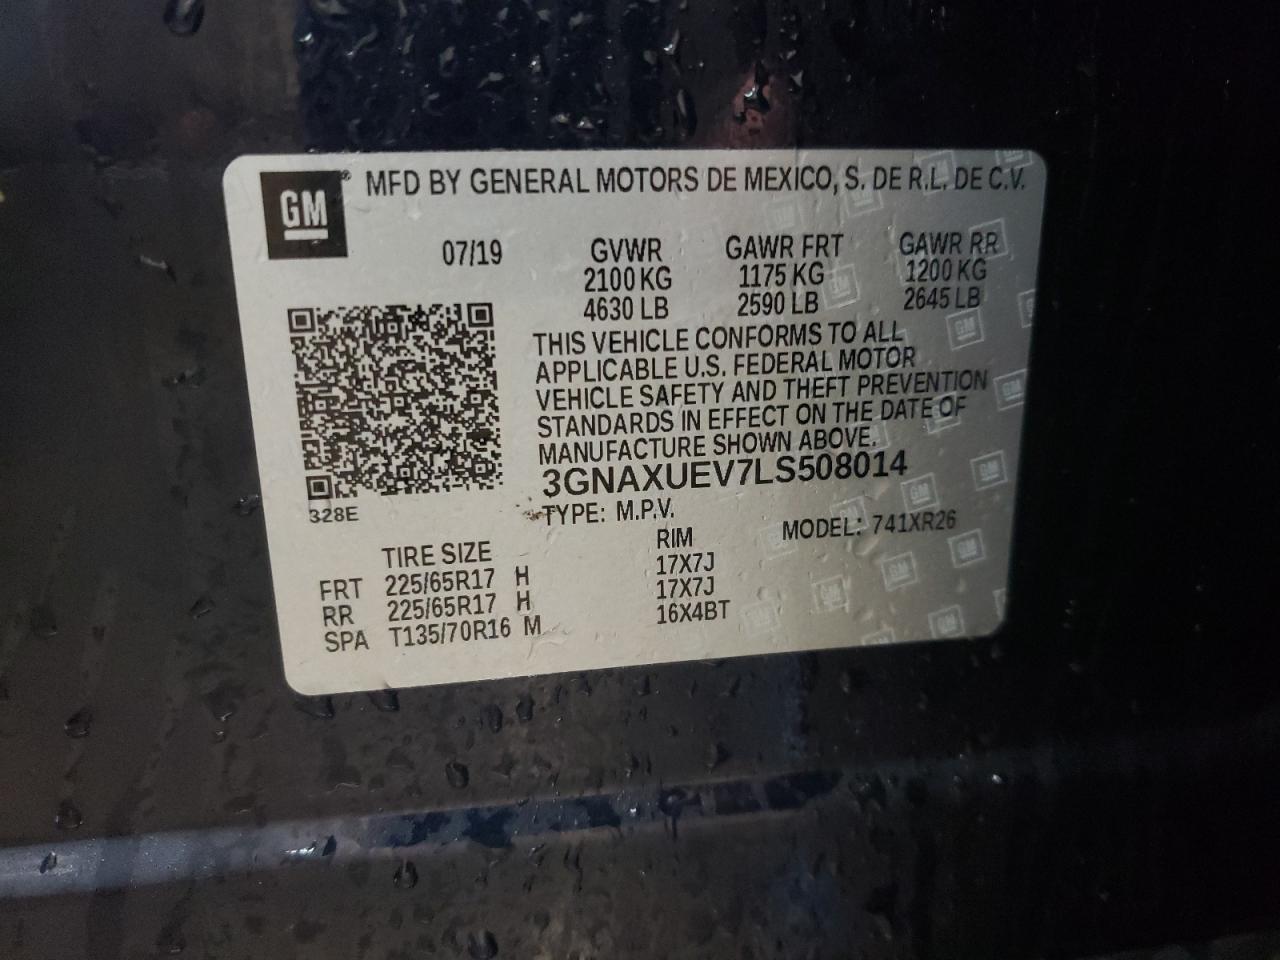 GM® MFD BY GENERAL MOTORS DE MEXICO, S. DE R.L. DE C.V.
07/19 GVWR GAWR FRT GAWR RR
2100 KG 1175 KG 1200 KG
4630 LB 2590 LB 2645 LB
THIS VEHICLE CONFORMS TO ALL
APPLICABLE U.S. FEDERAL MOTOR
VEHICLE SAFETY AND THEFT PREVENTION
STANDARDS IN EFFECT ON THE DATE OF
MANUFACTURE SHOWN ABOVE.
3GNAXUEV7LS508014
328E
TYPE: M.P.V. MODEL: 741XR26
TIRE SIZE RIM
FRT 225/65R17 H 17X7J
RR 225/65R17 H 17X7J
SPA T135/70R16 M 16X4BT